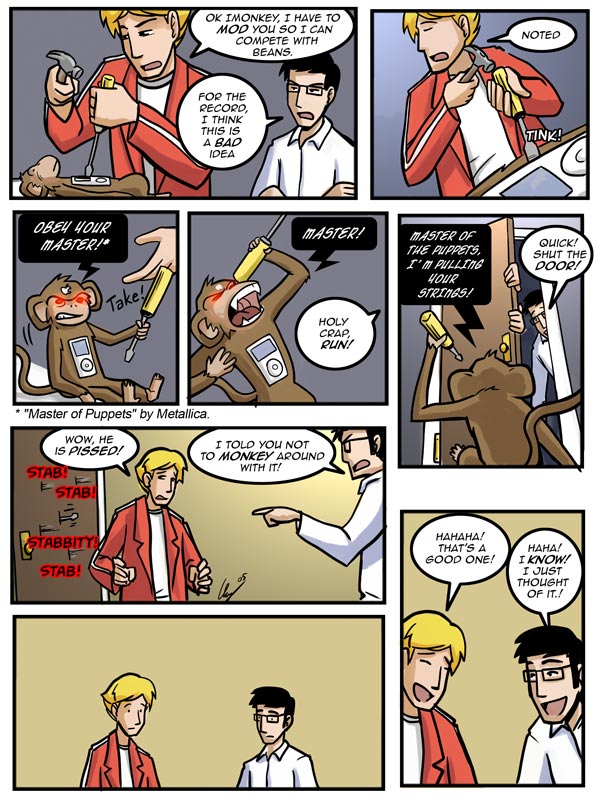 OK IMONKEY, I HAVE TO
MOD YOU SO I CAN
COMPETE WITH
BEANS.
FOR THE
RECORD,
I THINK
THIS IS
A BAD
IDEA
NOTED
TINK!
OBEY YOUR
MASTER!*
Take!
MASTER!
HOLY
CRAP,
RUN!
MASTER OF
THE PUPPETS,
I'M PULLING
YOUR
STRINGS!
QUICK!
SHUT THE
DOOR!
* "Master of Puppets" by Metallica.
WOW, HE
IS PISSED!
I TOLD YOU NOT
TO MONKEY AROUND
WITH IT!
STAB!
STAB!
STABBITY!
STAB!
05
HAHAHA!
THAT'S A
GOOD ONE!
HAHA!
I KNOW!
I JUST
THOUGHT
OF IT.!